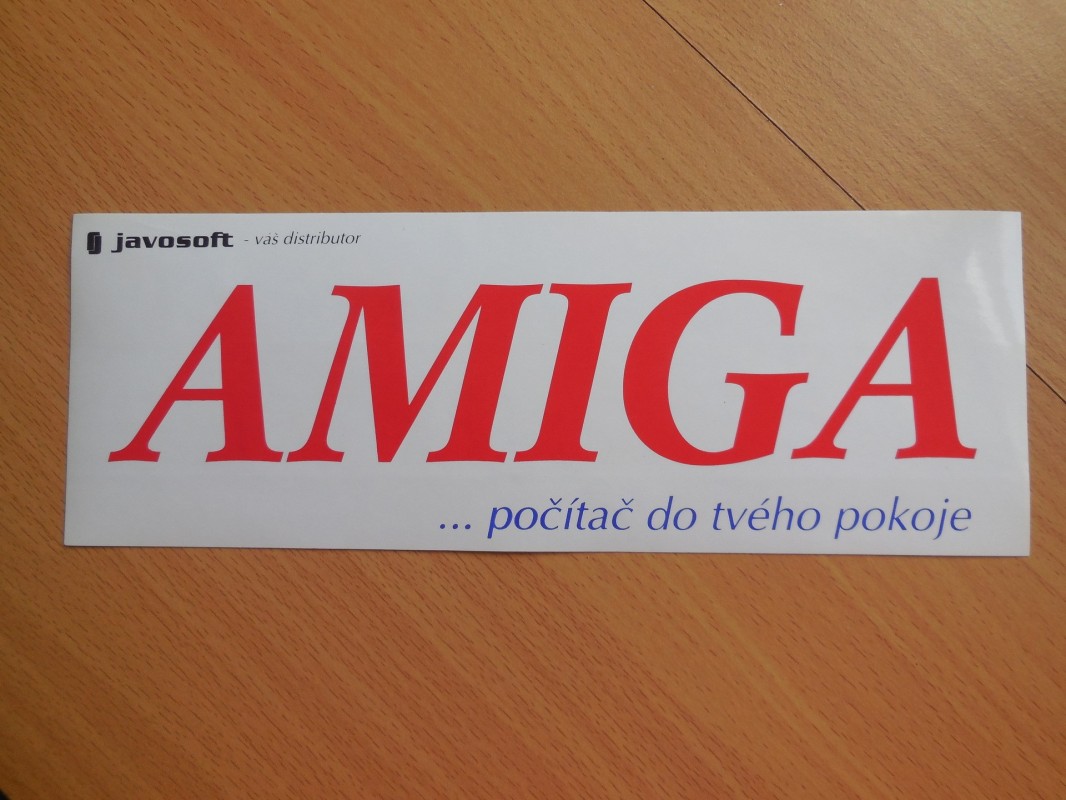 javosoft - váš distributor
AMIGA
... počítač do tvého pokoje